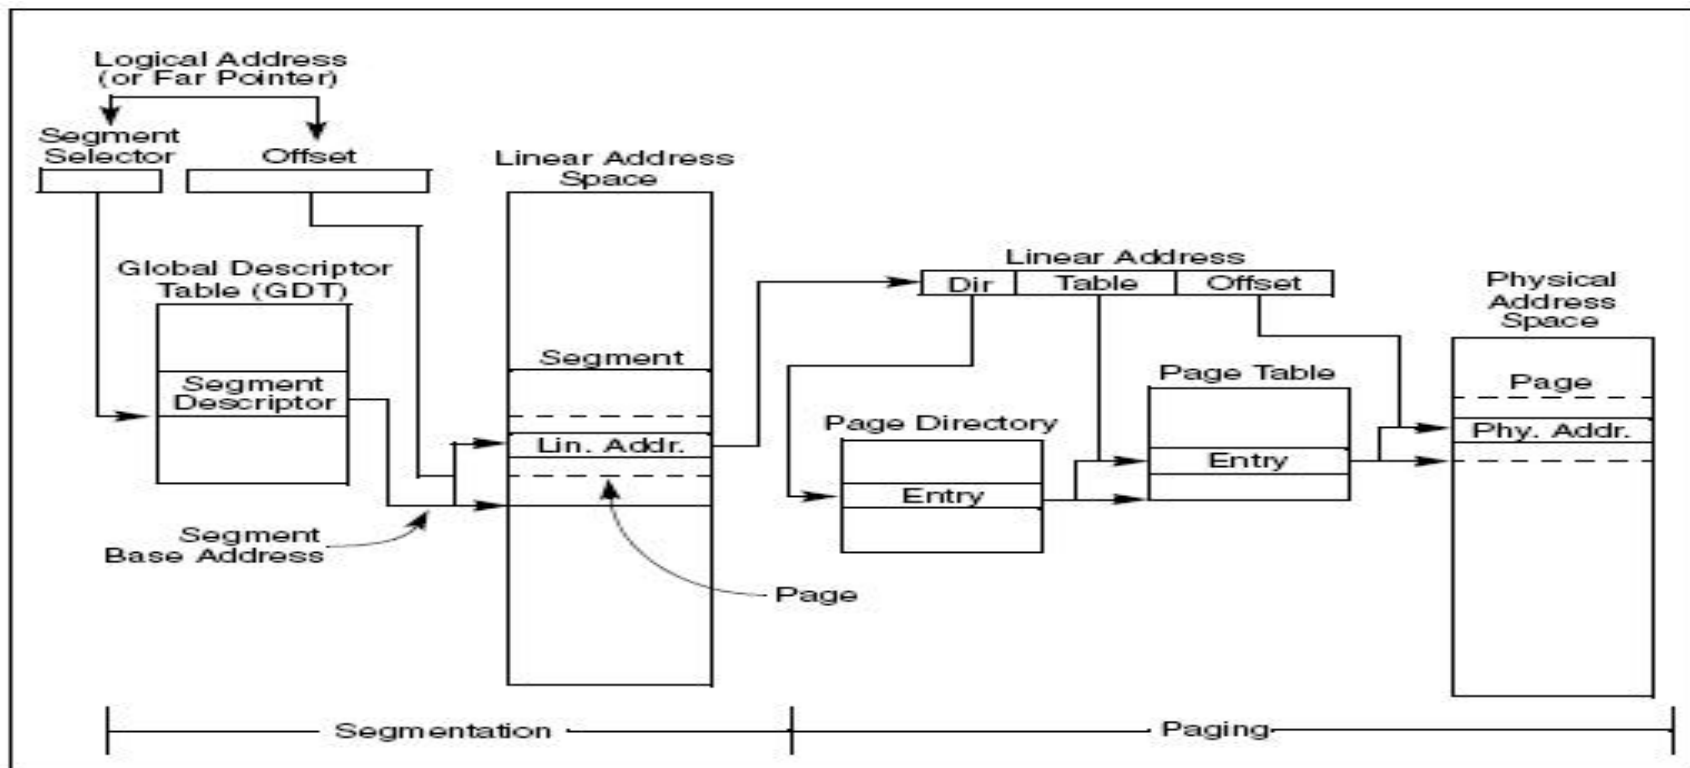 Logical Address
(or Far Pointer)
Segment
Selector
Offset
Linear Address
Space
Global Descriptor
Table (GDT)
Segment
Descriptor
Segment
Base Address
Segment
Lin. Addr.
Page
Linear Address
Dir
Table
Offset
Page Directory
Entry
Page Table
Entry
Physical
Address
Space
Page
Phy. Addr.
Segmentation
Paging